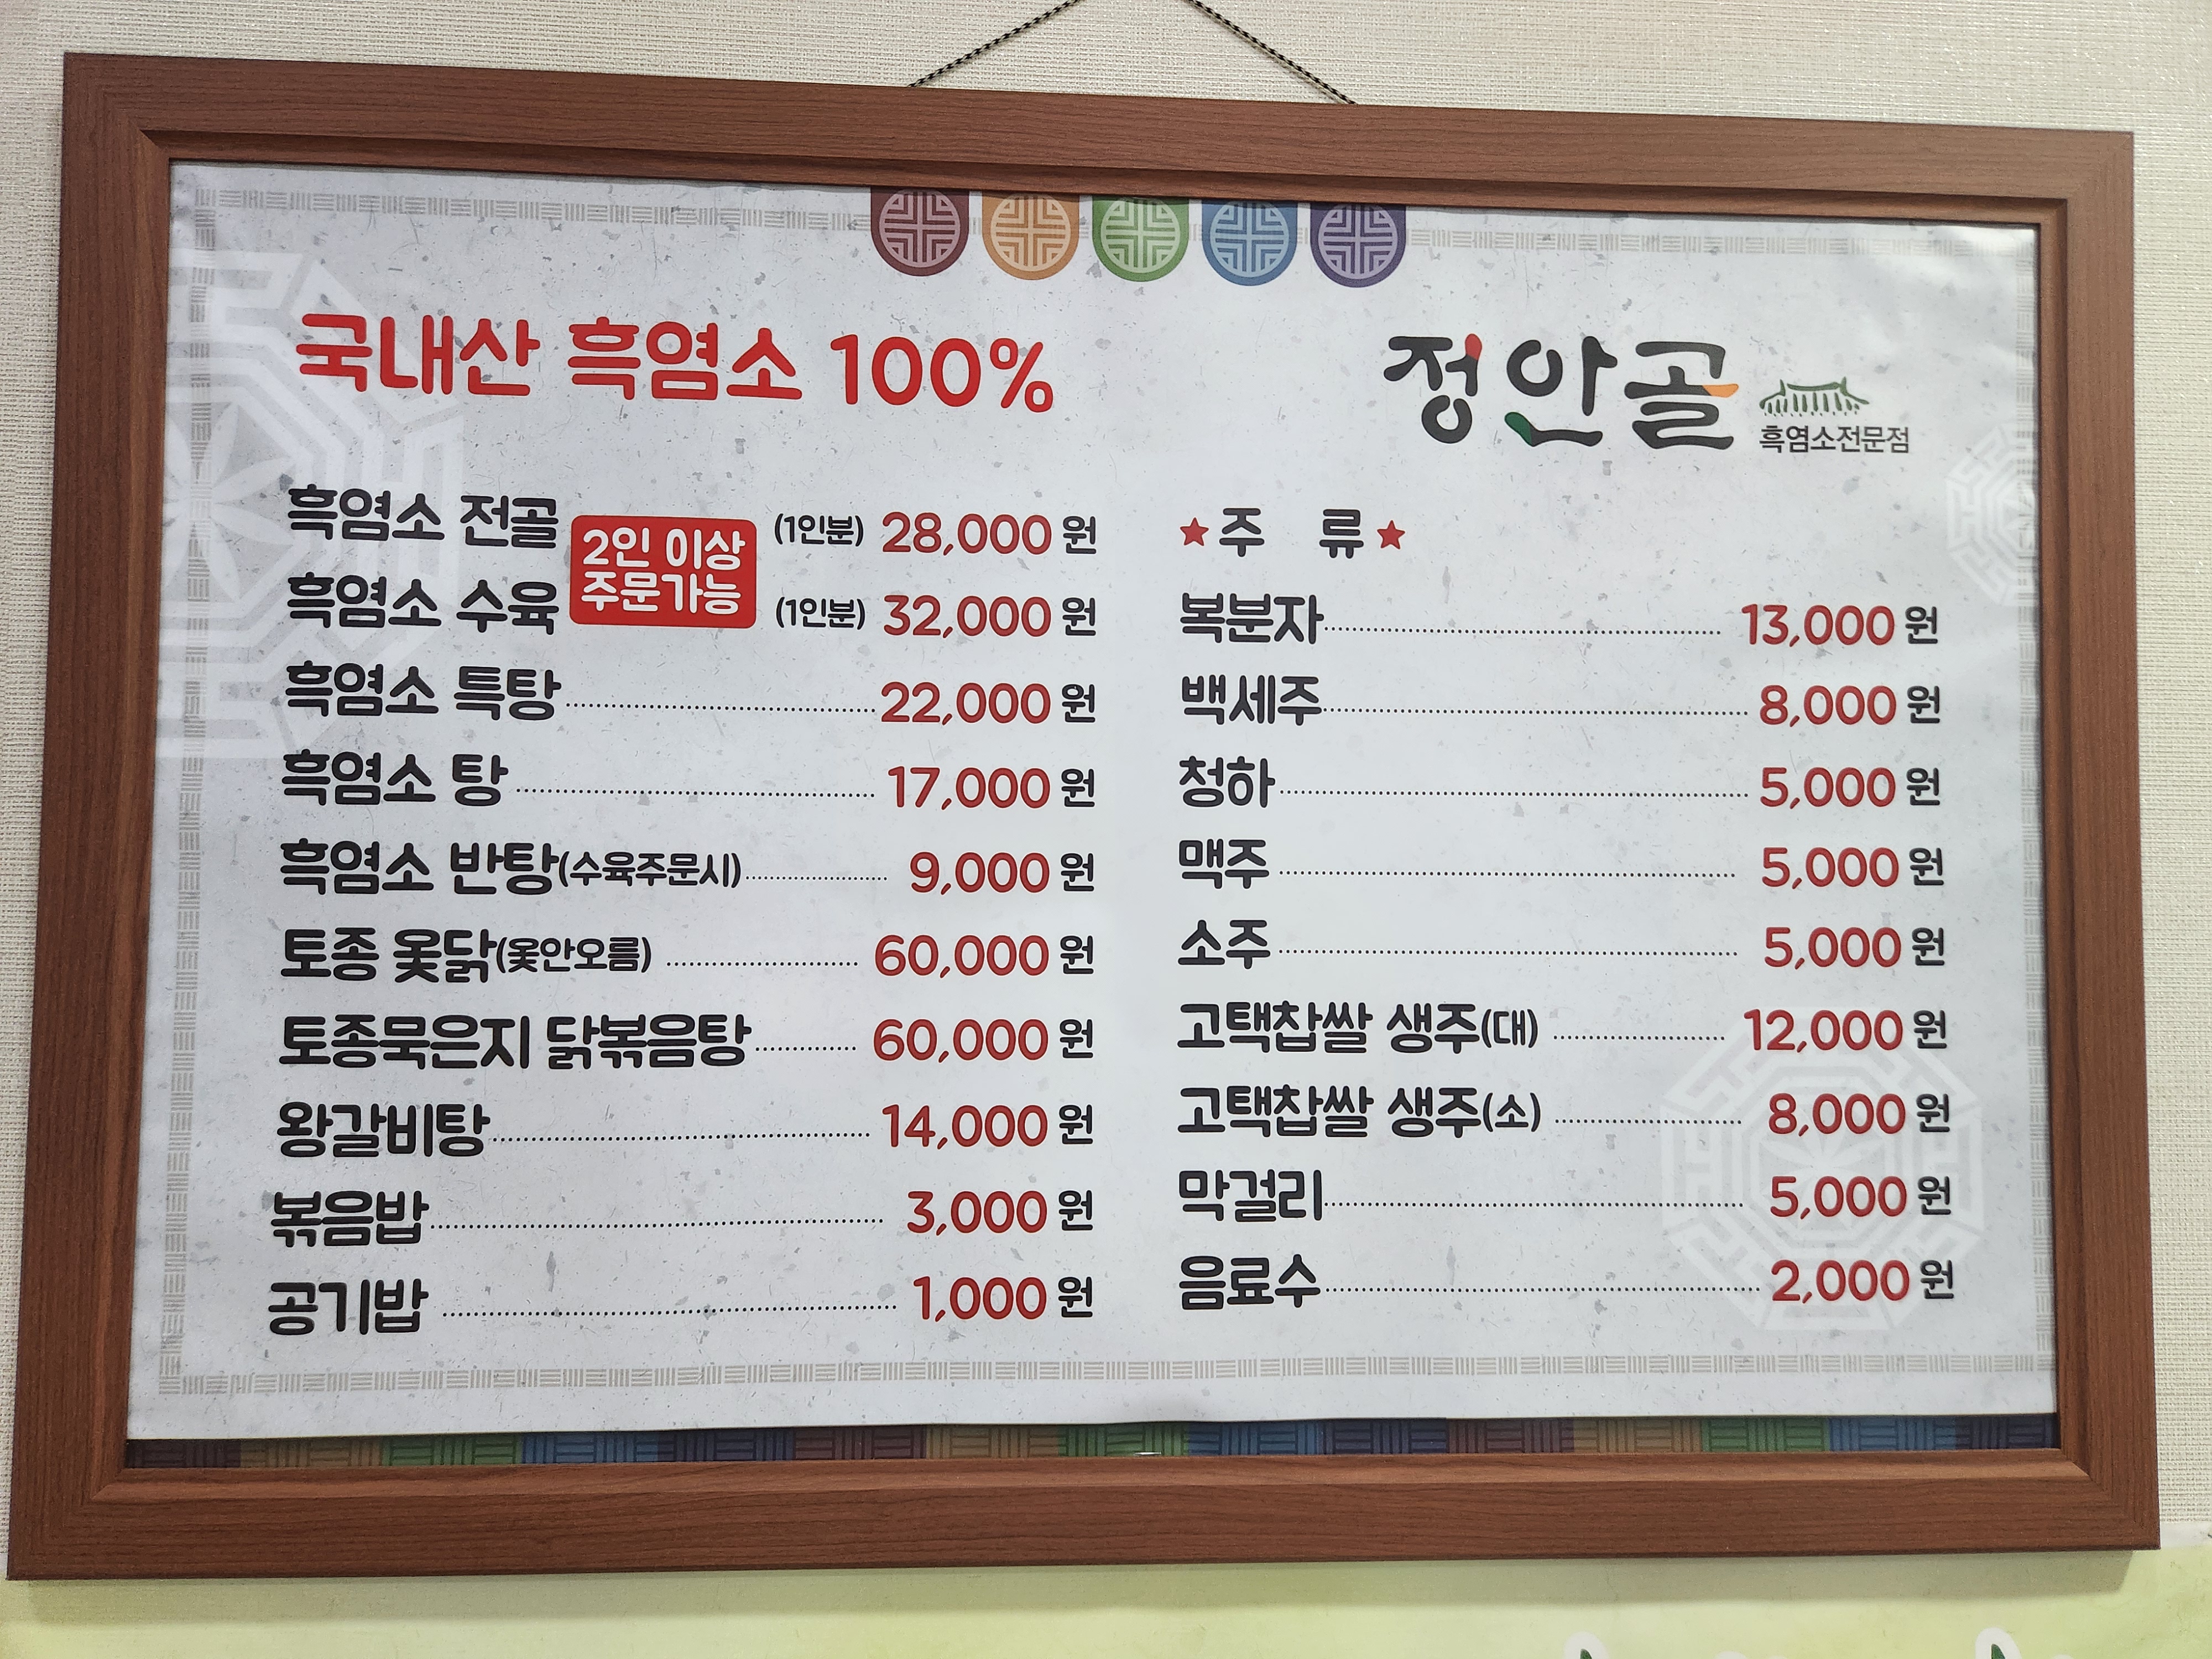 국내산 흑염소 100%
정안골
흑염소전문점
흑염소 전골 (1인분) 28,000 원
2인 이상
주문가능
흑염소 수육 (1인분) 32,000 원
흑염소 특탕 22,000 원
흑염소 탕 17,000 원
흑염소 반탕(수육주문시) 9,000 원
토종 옻닭(옻안오름) 60,000 원
토종묵은지 닭볶음탕 60,000 원
왕갈비탕 14,000 원
볶음밥 3,000 원
공기밥 1,000 원
★주 류★
복분자 13,000 원
백세주 8,000 원
청하 5,000 원
맥주 5,000 원
소주 5,000 원
고택찹쌀 생주(대) 12,000 원
고택찹쌀 생주(소) 8,000 원
막걸리 5,000 원
음료수 2,000 원